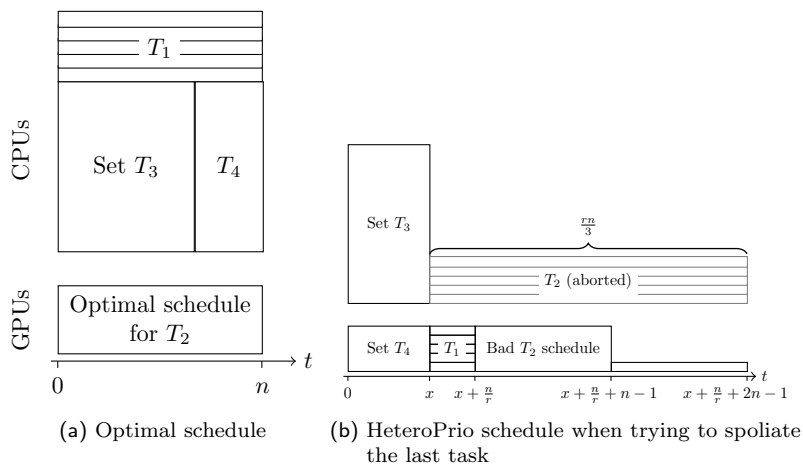 CPUs
T₁
Set T₃
T₄
GPUs
Optimal schedule
for T₂
t
0
n
(a) Optimal schedule
Set T₃
rn/3
T₂ (aborted)
Set T₄
T₁
Bad T₂ schedule
t
0
x
x + n/r
x + n/r + n − 1
x + n/r + 2n − 1
(b) HeteroPrio schedule when trying to spoliate
the last task